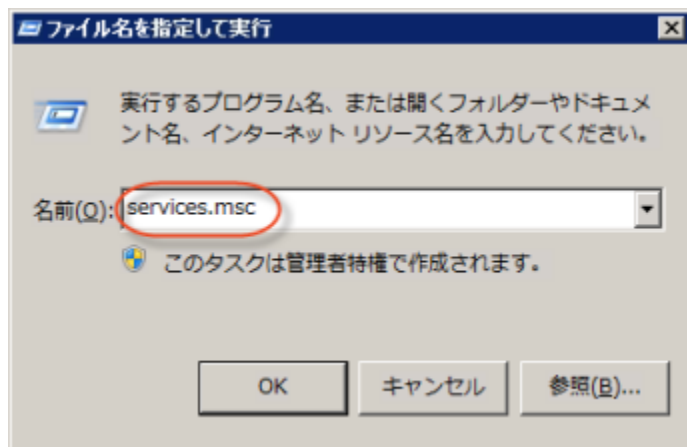 ファイル名を指定して実行
実行するプログラム名、または開くフォルダーやドキュメ
ント名、インターネット リソース名を入力してください。
名前(O): services.msc
このタスクは管理者特権で作成されます。
OK キャンセル 参照(B)...